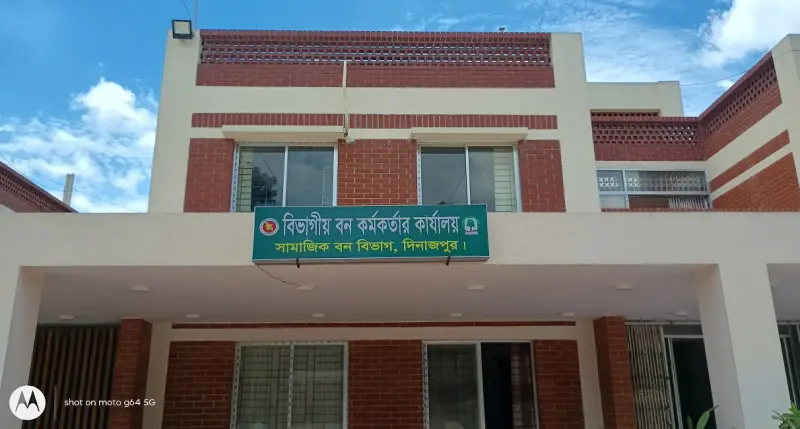 বিভাগীয় বন কর্মকর্তার কার্যালয়
সামাজিক বন বিভাগ, দিনাজপুর।
shot on moto g64 5G